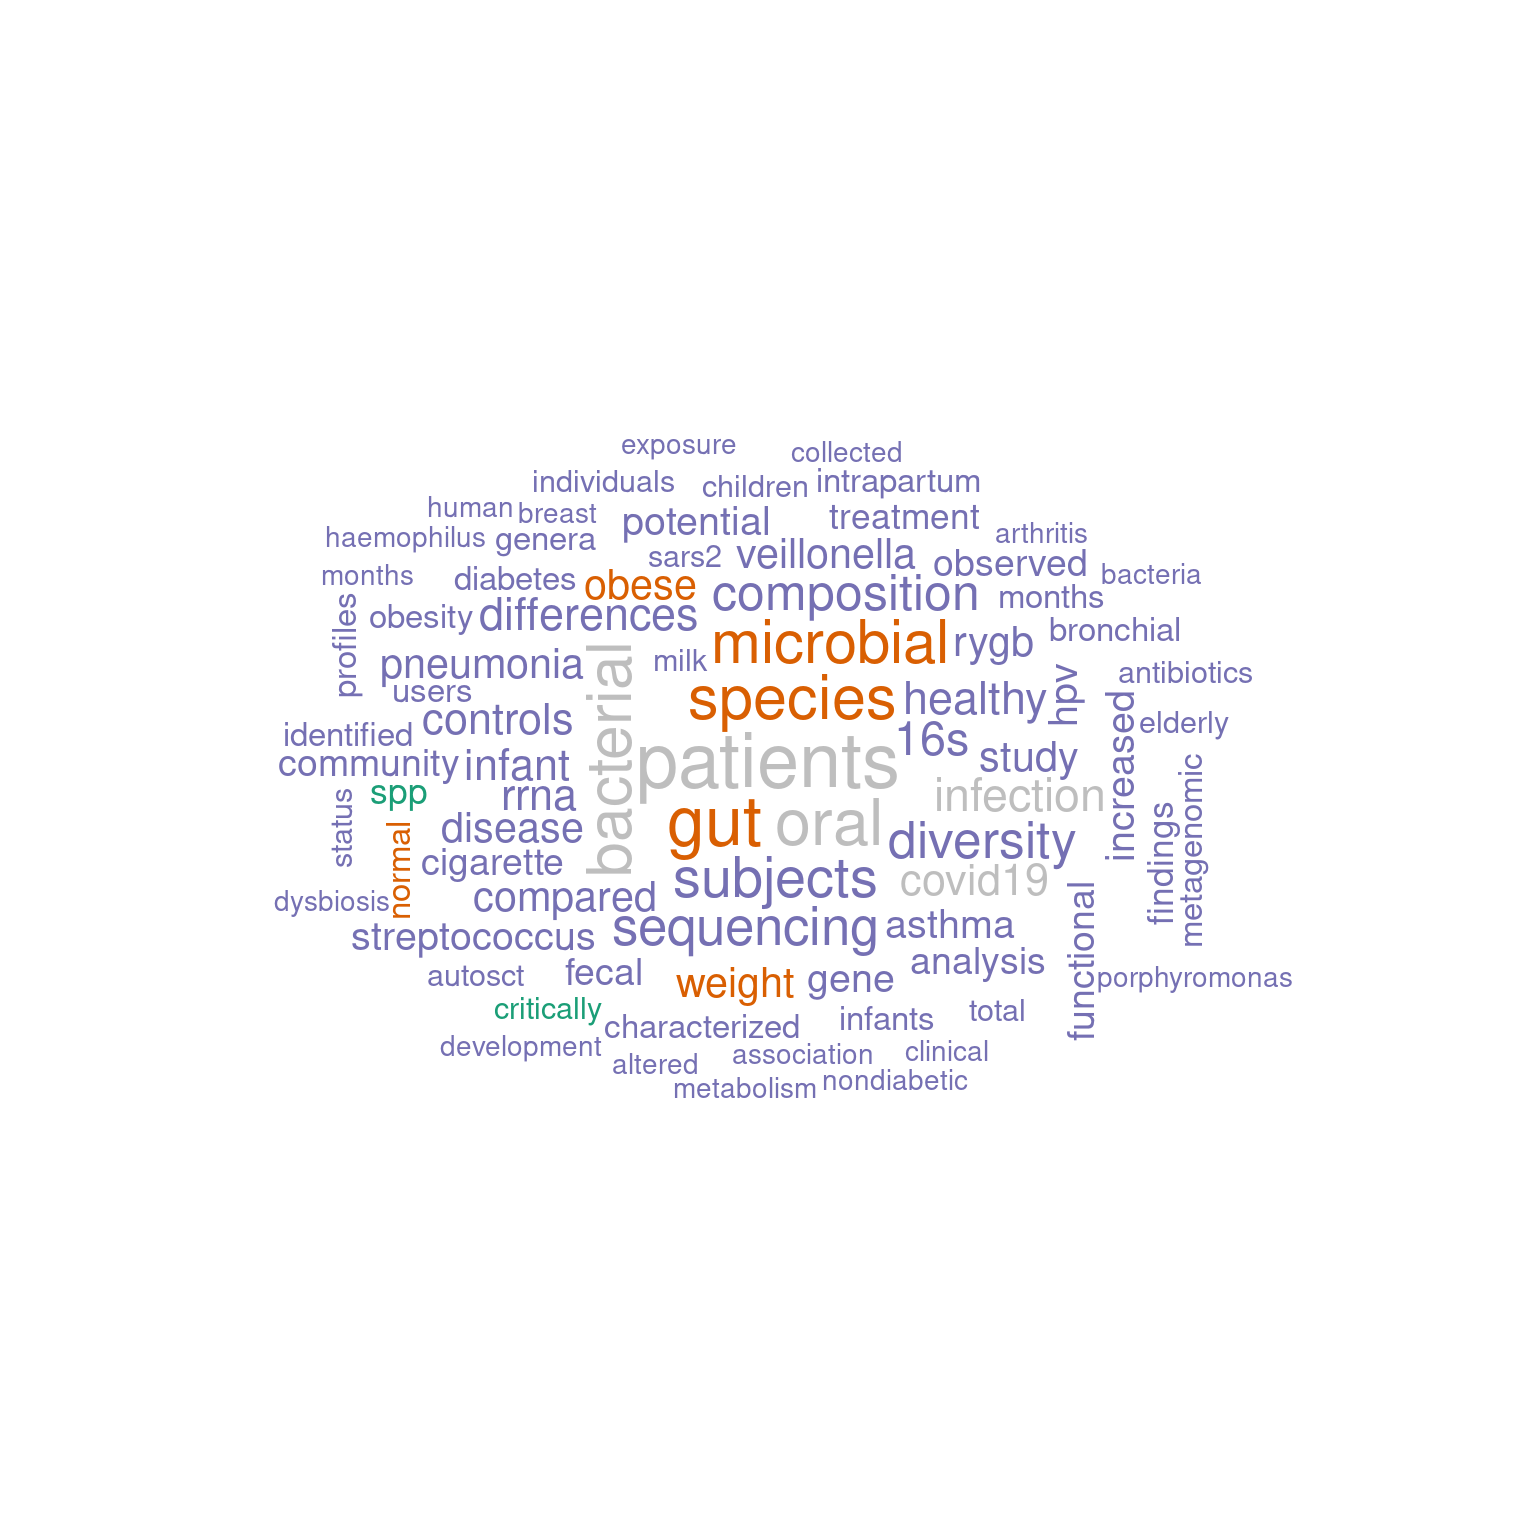 exposure
collected
individuals
children
intrapartum
human
breast
potential
treatment
haemophilus
genera
arthritis
sars2
veillonella
observed
months
diabetes
obese
composition
bacteria
profiles
obesity
differences
months
microbial
rygb
bronchial
pneumonia
bacterial
milk
hpv
antibiotics
users
species
healthy
increased
controls
elderly
identified
16s
study
community
infant
patients
metagenomic
spp
rrna
infection
status
normal
disease
gut
oral
diversity
findings
cigarette
subjects
covid19
dysbiosis
compared
functional
streptococcus
sequencing
asthma
autosct
fecal
weight
gene
analysis
porphyromonas
critically
characterized
infants
total
development
altered
association
clinical
metabolism
nondiabetic